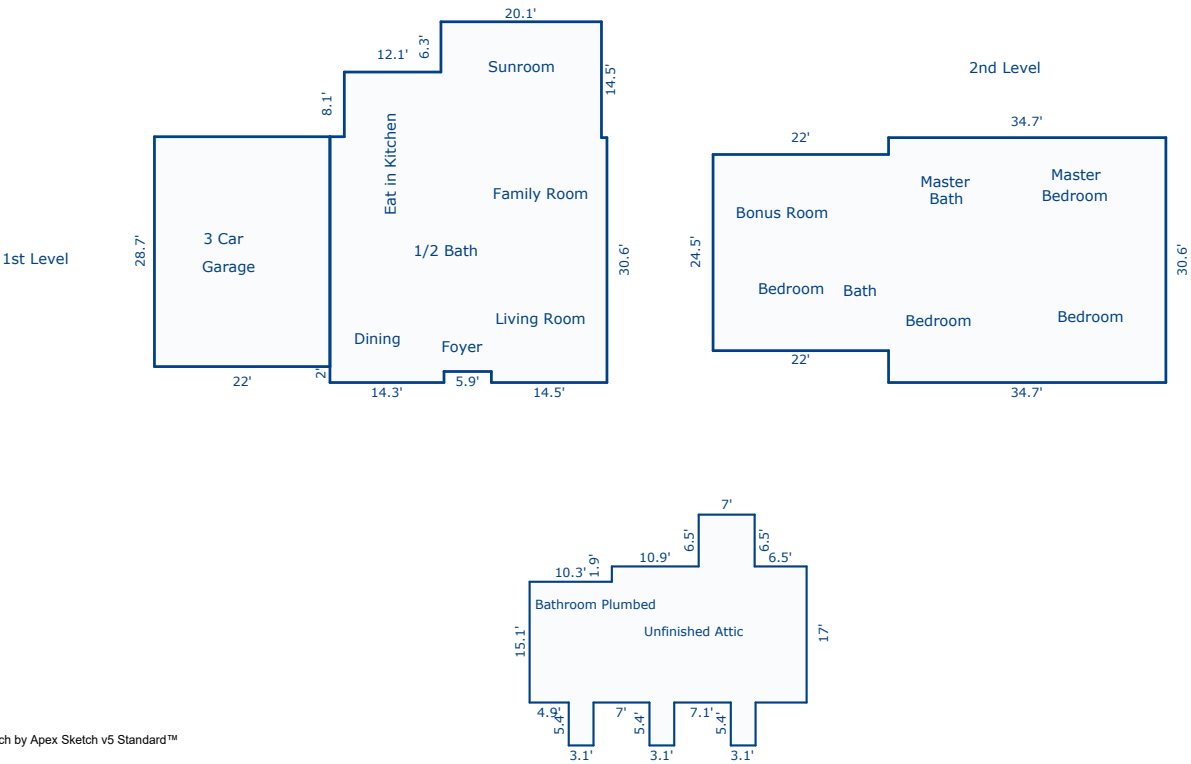 20.1'
12.1'
6.3'
Sunroom
14.5'
8.1'
Eat in Kitchen
Family Room
3 Car
Garage
1/2 Bath
28.7'
30.6'
1st Level
Living Room
Dining
Foyer
22'
2'
14.3'
5.9'
14.5'
2nd Level
34.7'
22'
Master
Bath
Master
Bedroom
Bonus Room
24.5'
30.6'
Bedroom
Bath
Bedroom
Bedroom
22'
34.7'
7'
6.5'
6.5'
10.9'
6.5'
10.3'
1.9'
Bathroom Plumbed
Unfinished Attic
15.1'
17'
4.9'
5.4'
7'
5.4'
7.1'
5.4'
3.1'
3.1'
3.1'
ch by Apex Sketch v5 Standard™